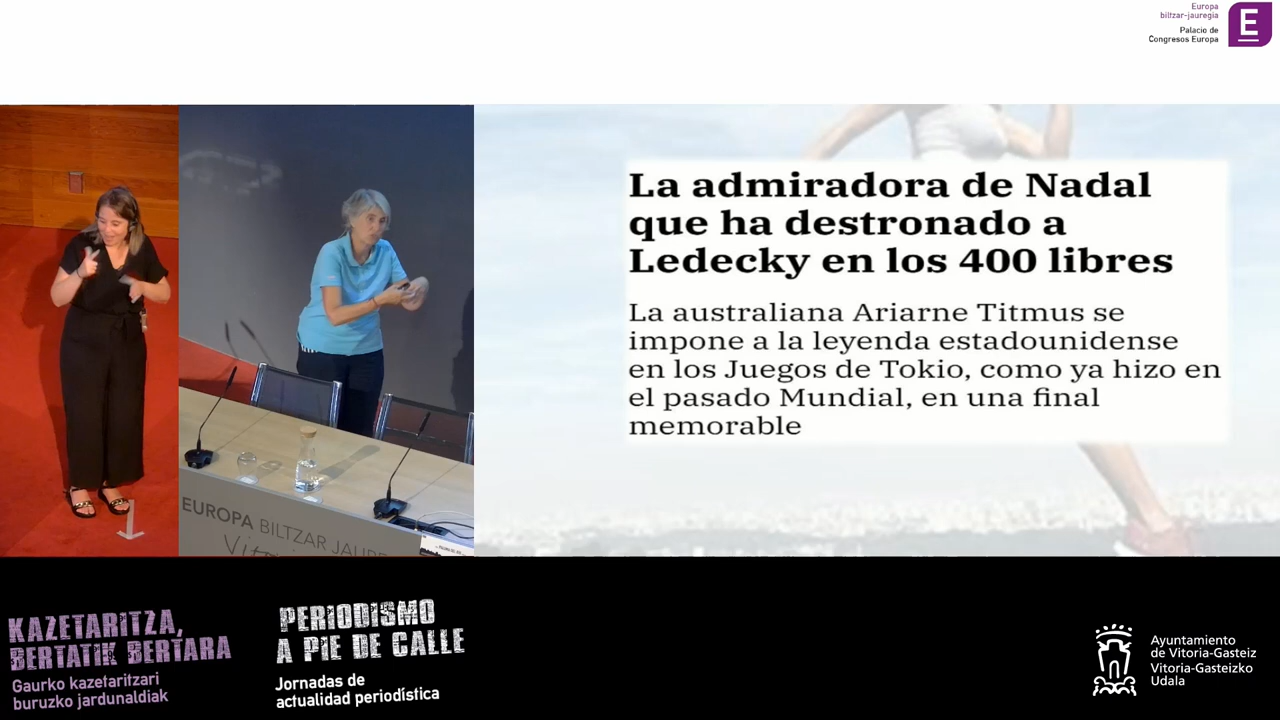 Europa
biltzar-jauregia
Palacio de
Congresos Europa
E
La admiradora de Nadal
que ha destronado a
Ledecky en los 400 libres
La australiana Ariarne Titmus se
impone a la leyenda estadounidense
en los Juegos de Tokio, como ya hizo en
el pasado Mundial, en una final
memorable
EUROPA BILTZAR JAURE
KAZETARITZA,
BERTATIK BERTARA
Gaurko kazetaritzari
buruzko jardunaldiak
PERIODISMO
A PIE DE CALLE
Jornadas de
actualidad periodística
Ayuntamiento
de Vitoria-Gasteiz
Vitoria-Gasteizko
Udala